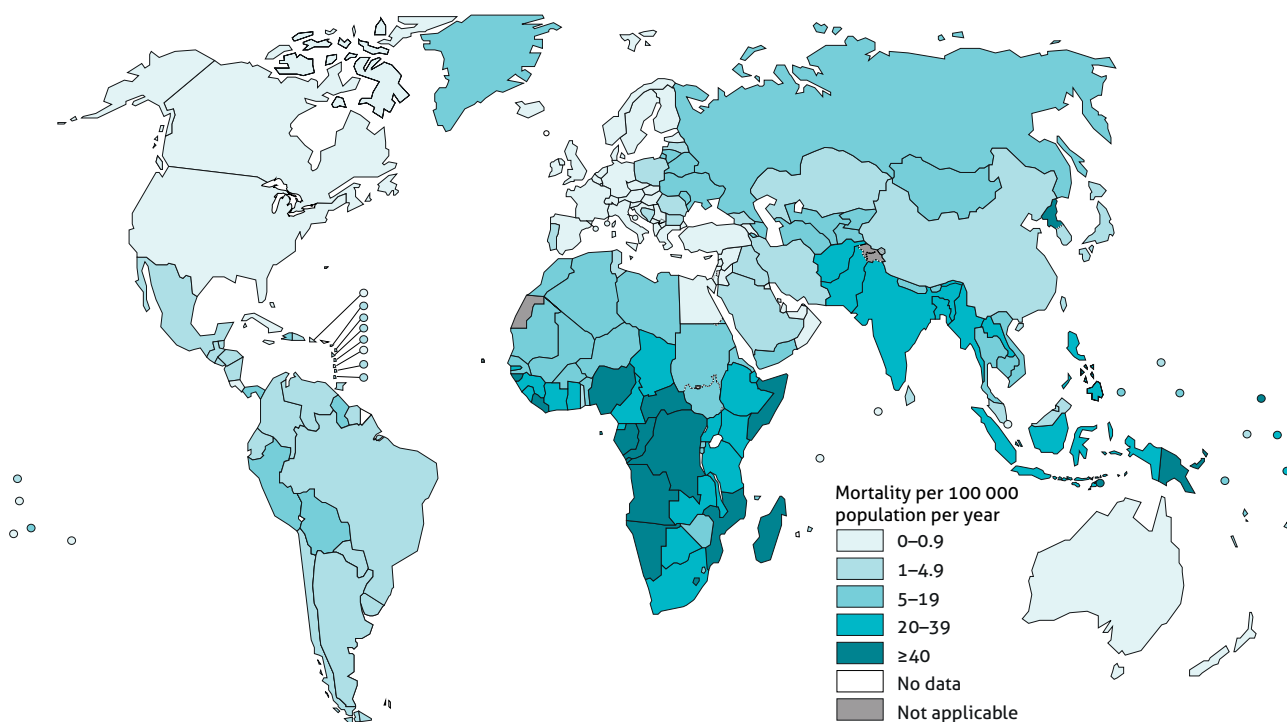 Mortality per 100 000
population per year
0–0.9
1–4.9
5–19
20–39
≥40
No data
Not applicable